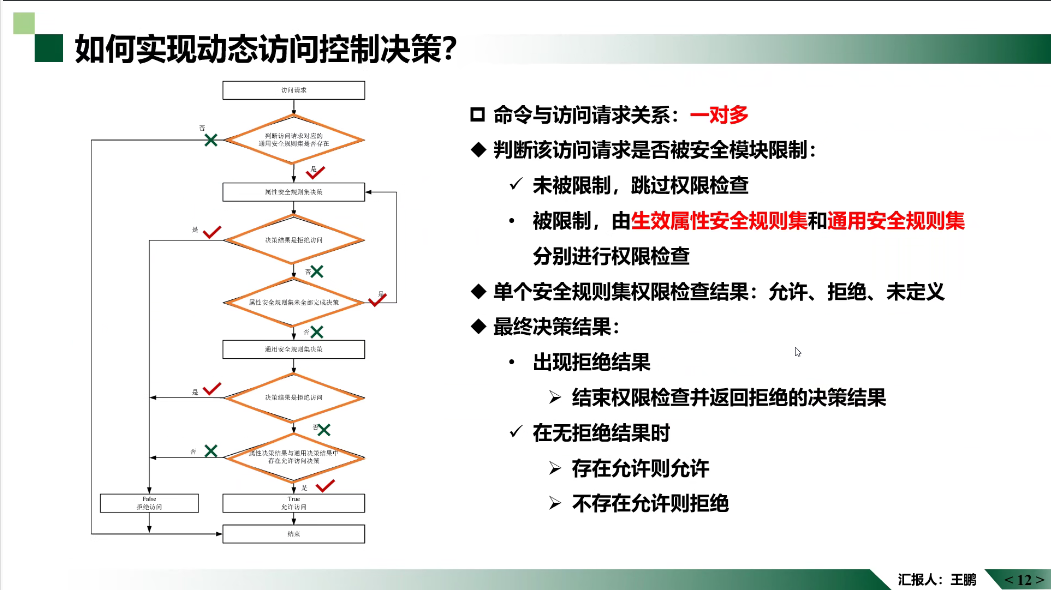 如何实现动态访问控制决策？
访问请求
判断访问请求对应的
通用安全规则集是否存在
否
是
属性安全规则集决策
决策结果是拒绝访问
是
否
属性安全规则集未全部完成决策
是
否
通用安全规则集决策
决策结果是拒绝访问
是
否
属性决策结果与通用决策结果中
存在允许访问决策
否
是
False
拒绝访问
True
允许访问
结束
命令与访问请求关系：一对多
判断该访问请求是否被安全模块限制：
未被限制，跳过权限检查
被限制，由生效属性安全规则集和通用安全规则集
分别进行权限检查
单个安全规则集权限检查结果：允许、拒绝、未定义
最终决策结果：
出现拒绝结果
结束权限检查并返回拒绝的决策结果
在无拒绝结果时
存在允许则允许
不存在允许则拒绝
汇报人：王鹏
< 12 >